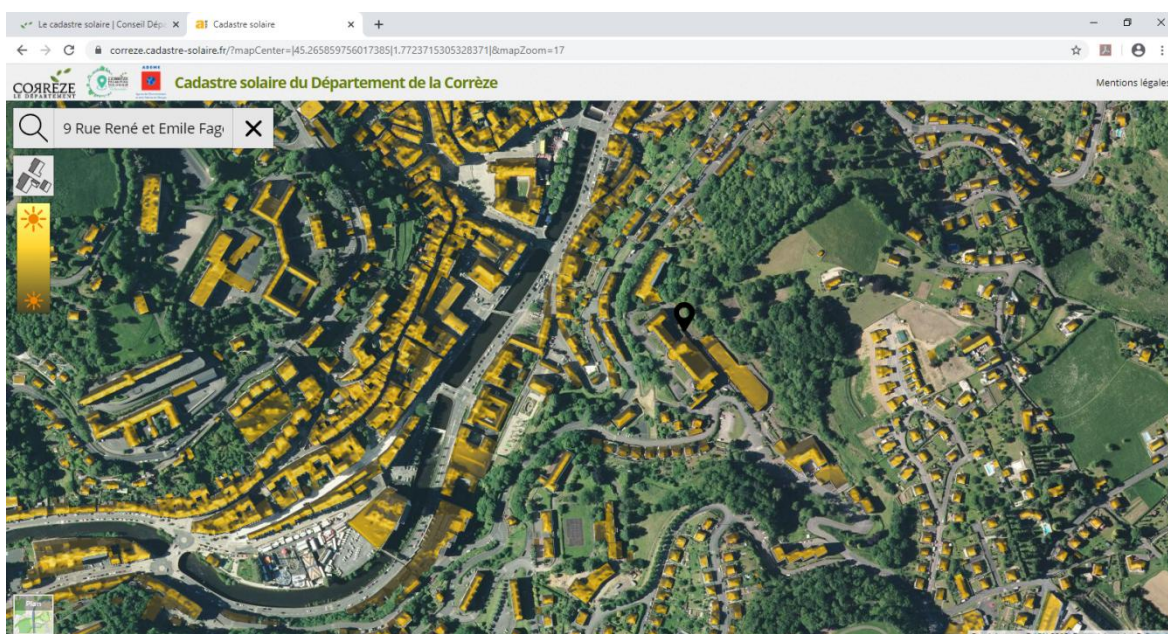 Le cadastre solaire | Conseil Dép
Cadastre solaire
correze.cadastre-solaire.fr/?mapCenter=|45.265859756017385|1.7723715305328371|&mapZoom=17
CORRÈZE
LE DÉPARTEMENT
ADEME
Cadastre solaire du Département de la Corrèze
Mentions légales
9 Rue René et Emile Fag
Plans